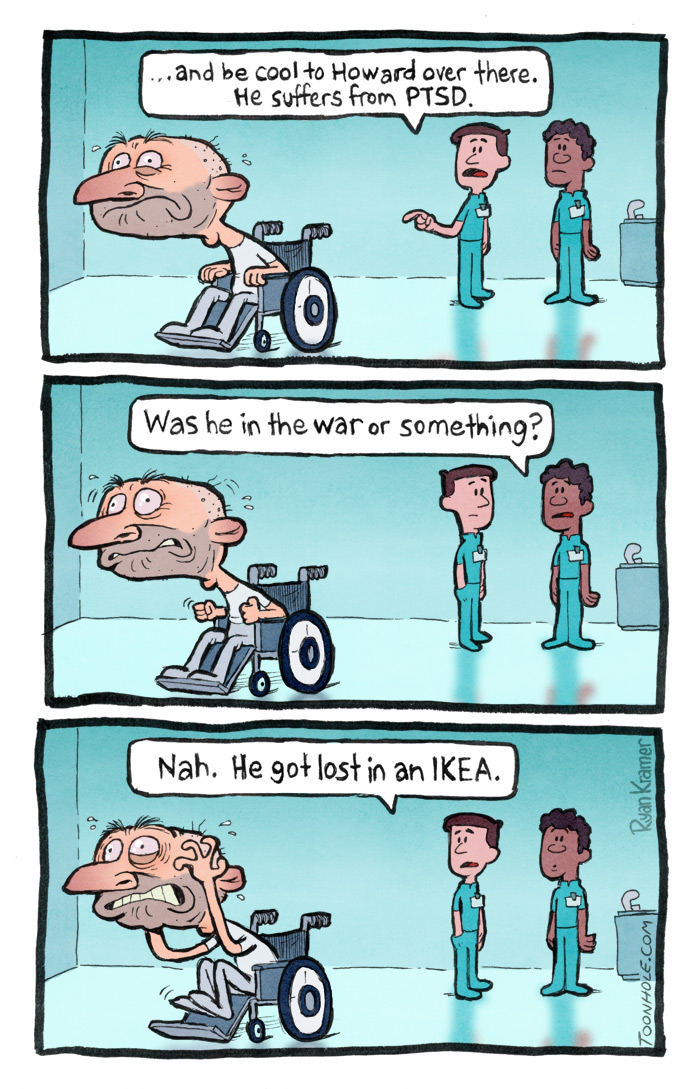 ...and be cool to Howard over there.
He suffers from PTSD.
Was he in the war or something?
Nah. He got lost in an IKEA.
Ryan Kramer
TOONHOLE.COM